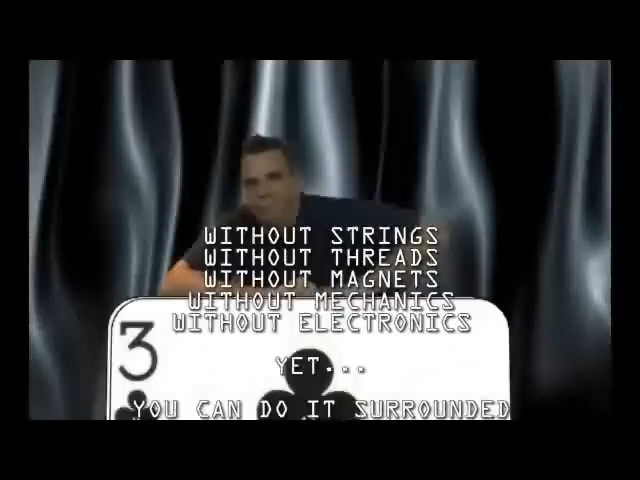 WITHOUT STRINGS
WITHOUT THREADS
WITHOUT MAGNETS
WITHOUT MECHANICS
WITHOUT ELECTRONICS
3
YET...
YOU CAN DO IT SURROUNDED